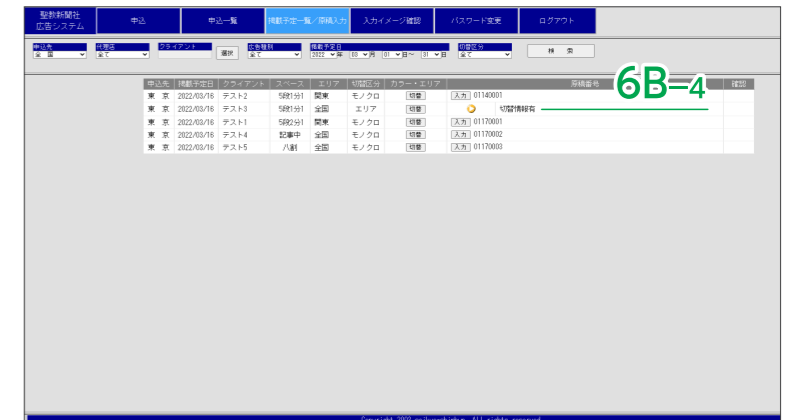 聖教新聞社
広告システム
申込
申込一覧
掲載予定一覧／原稿入力
入力イメージ確認
パスワード変更
ログアウト
申込先 代理店 クライアント 広告種別 掲載予定日 切替区分
全 国 全て 選択 全て 2022 年 03 月 01 日～ 31 日 全て 検 索
申込先 掲載予定日 クライアント スペース エリア 切替区分 カラー・エリア 原稿番号 確認
東 京 2022/03/16 テスト2 5段1分1 関東 モノクロ 切替 入力 01140001
東 京 2022/03/16 テスト3 5段1分1 全国 エリア 切替 切替情報有
東 京 2022/03/16 テスト1 5段2分1 関東 モノクロ 切替 入力 01170001
東 京 2022/03/16 テスト4 記事中 全国 モノクロ 切替 入力 01170002
東 京 2022/03/16 テスト5 八割 全国 モノクロ 切替 入力 01170003
6B-4